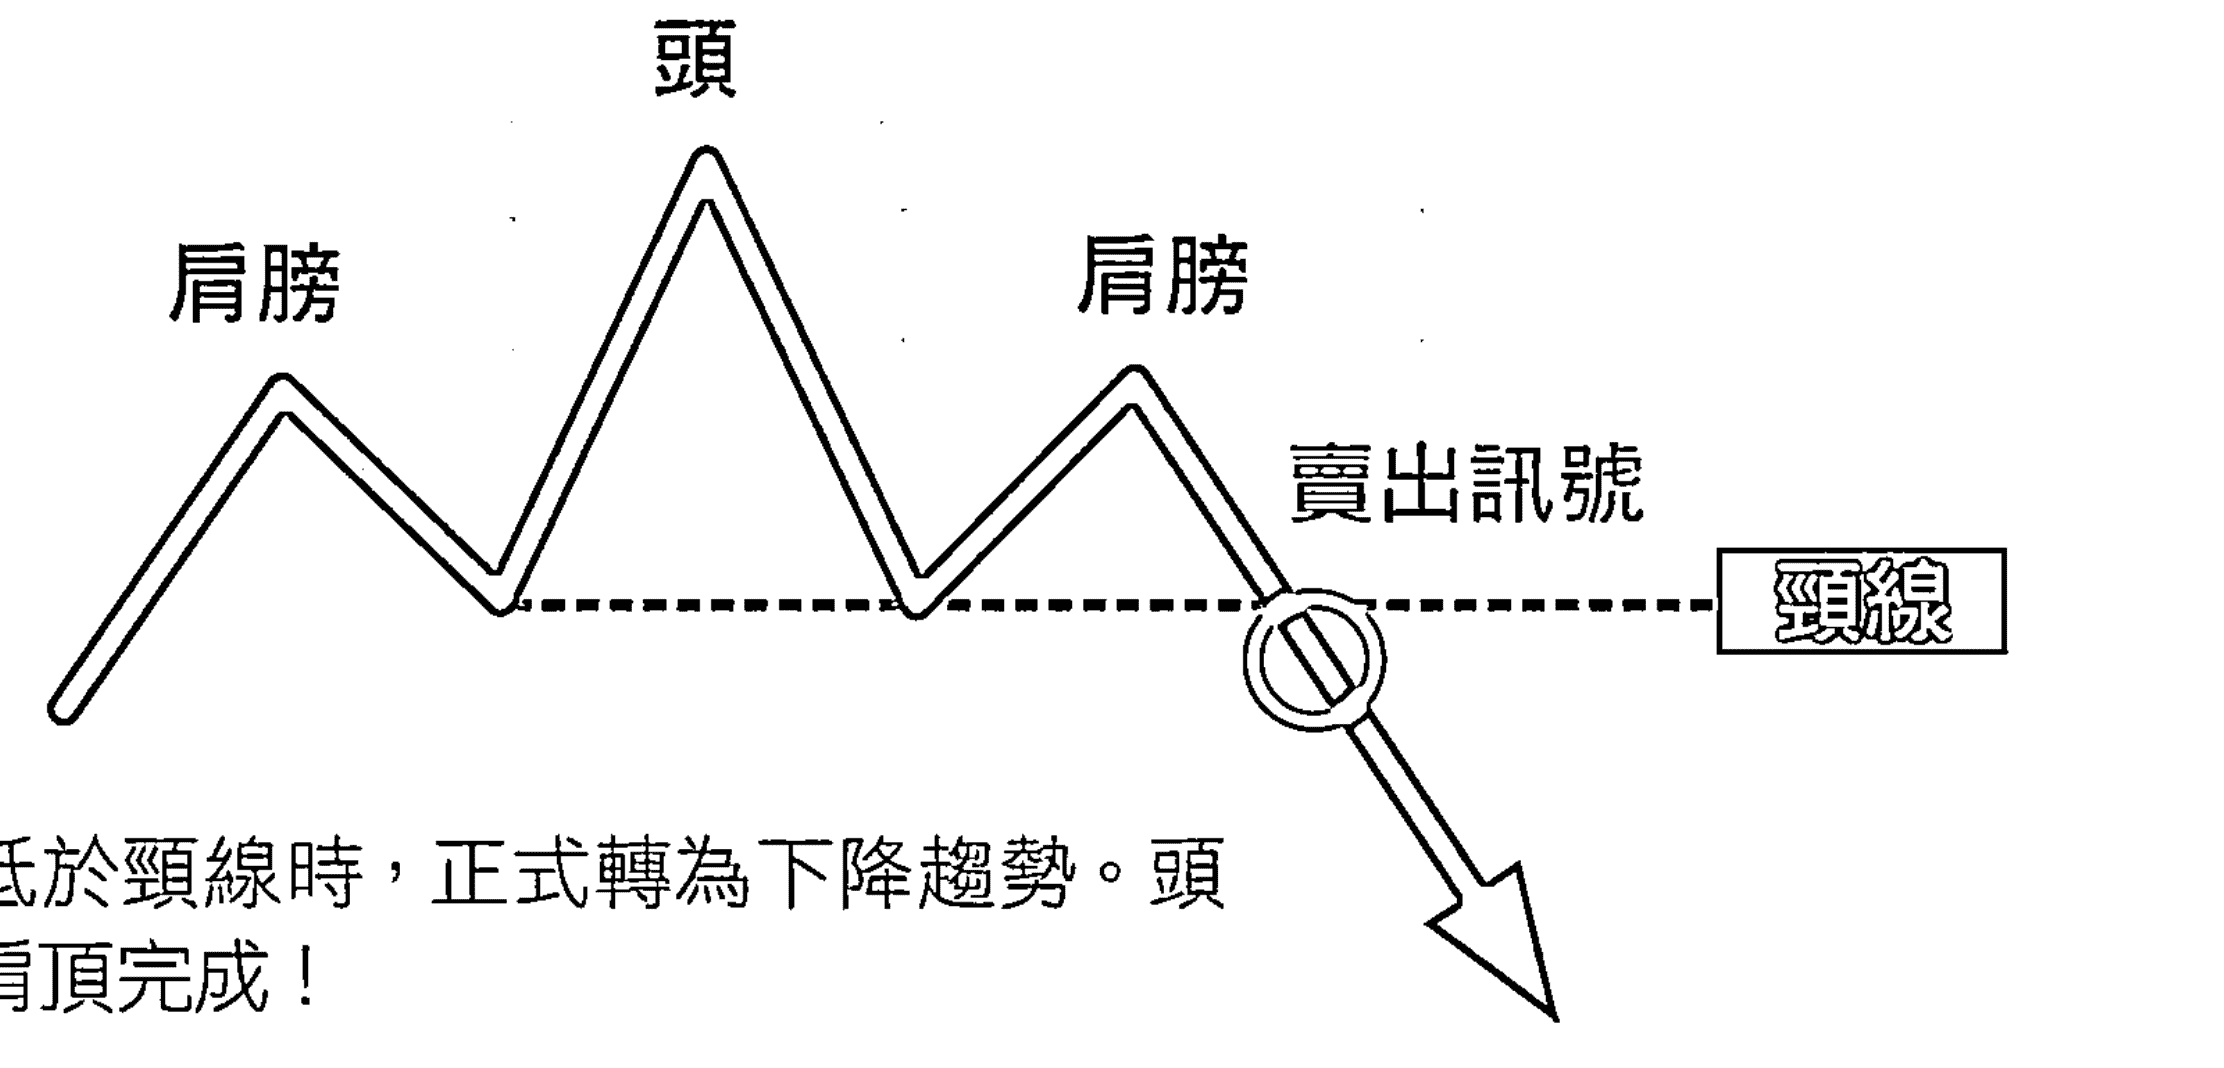 頭
肩膀
肩膀
賣出訊號
頸線
低於頸線時，正式轉為下降趨勢。頭
肩頂完成！